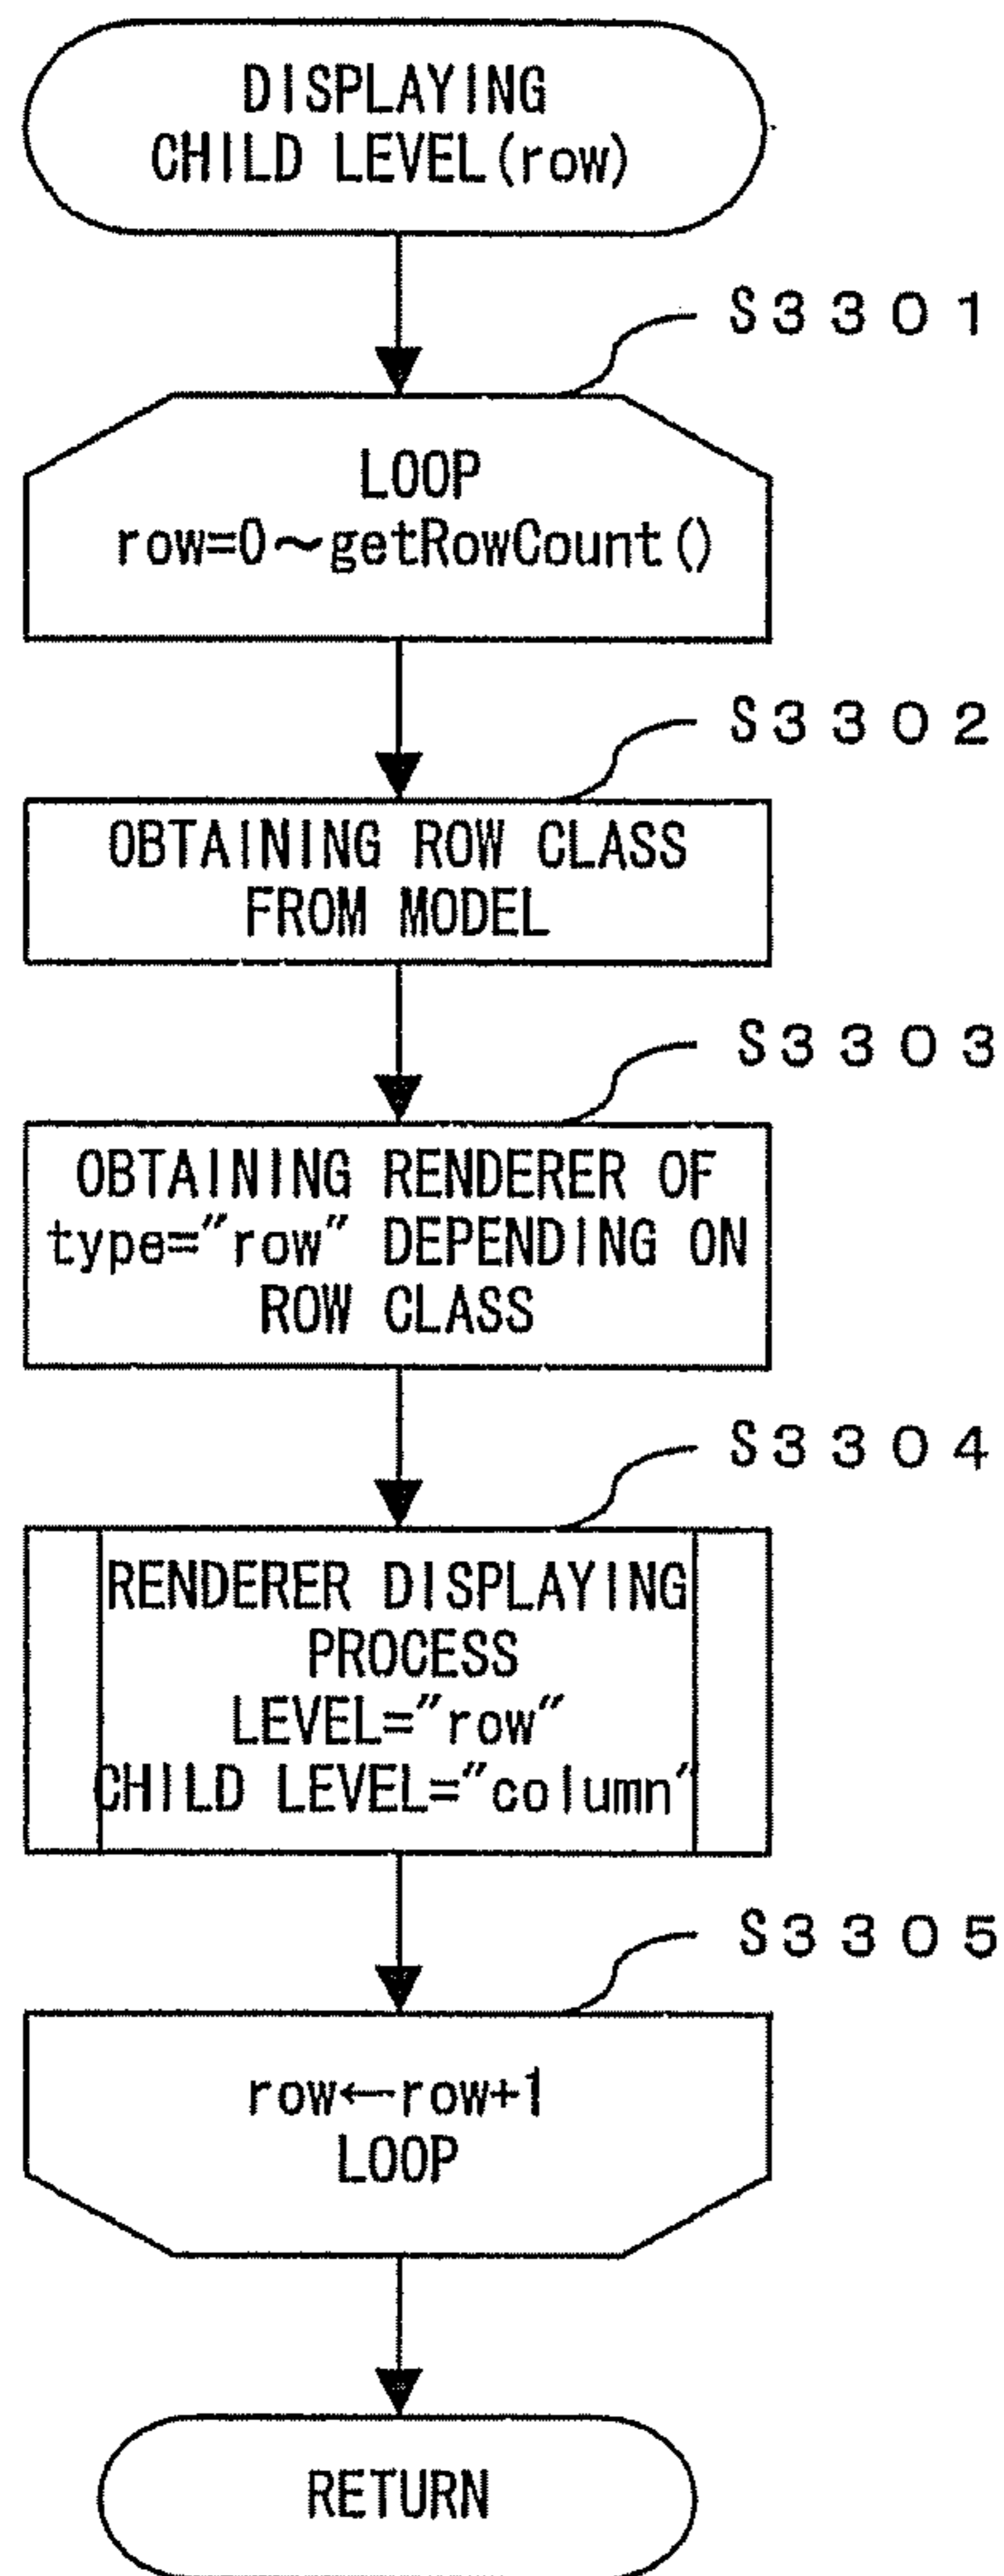 DISPLAYING
CHILD LEVEL(row)
S3301
LOOP
row=0～getRowCount()
S3302
OBTAINING ROW CLASS
FROM MODEL
S3303
OBTAINING RENDERER OF
type="row" DEPENDING ON
ROW CLASS
S3304
RENDERER DISPLAYING
PROCESS
LEVEL="row"
CHILD LEVEL="column"
S3305
row←row+1
LOOP
RETURN